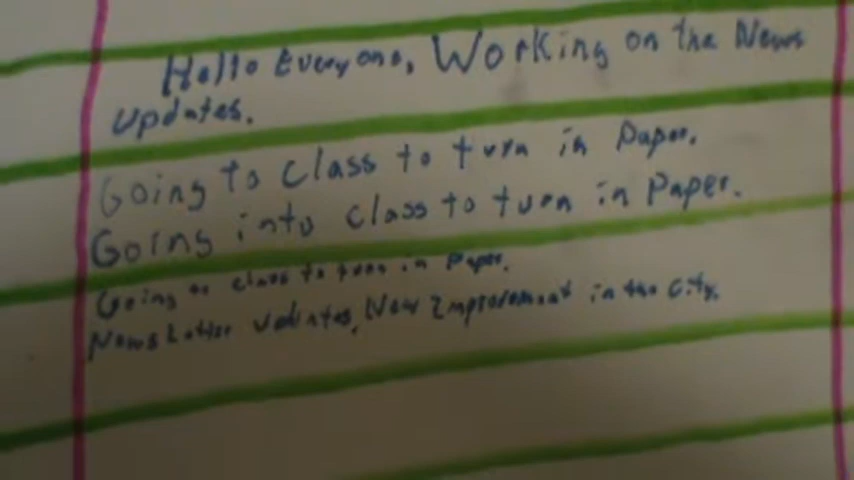 Hello Everyone, Working on the News
updates.
Going to class to turn in Paper.
Going into class to turn in Paper.
Going to class to turn in Paper.
News Letter updates, New Improvement in the city.